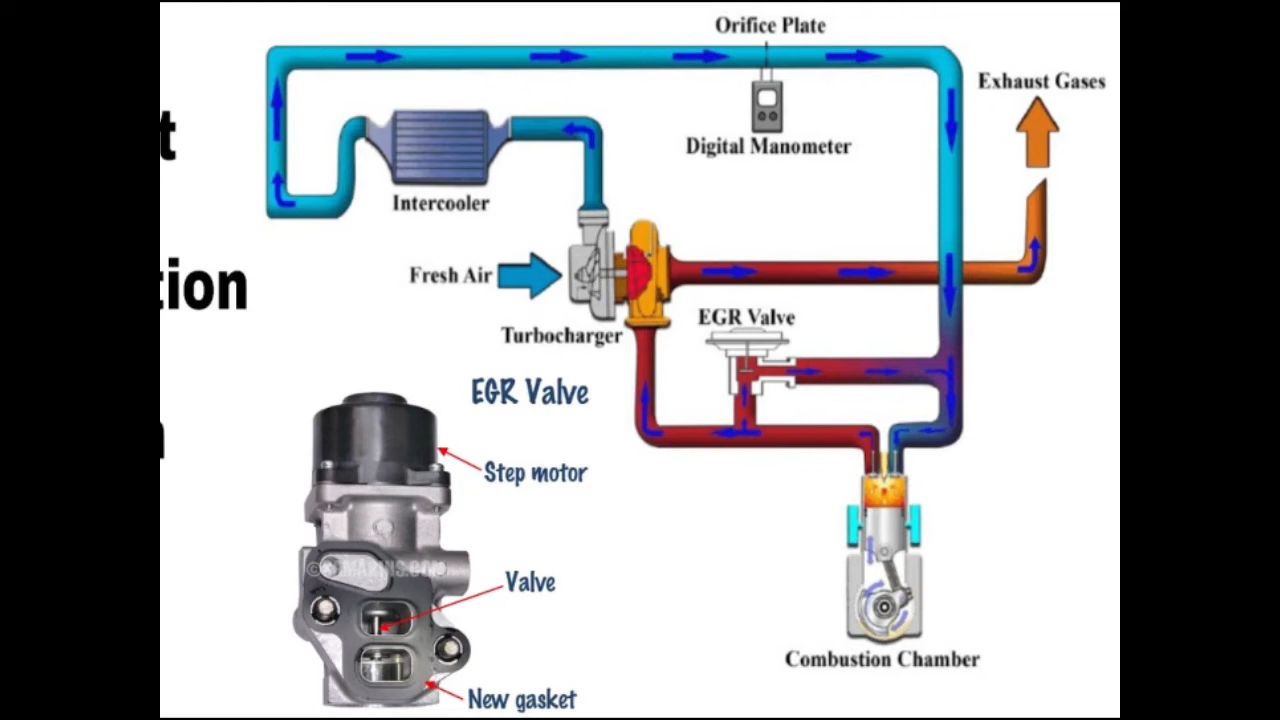 Orifice Plate
Exhaust Gases
Digital Manometer
Intercooler
Fresh Air
tion
EGR Valve
Turbocharger
EGR Valve
Step motor
Valve
New gasket
Combustion Chamber